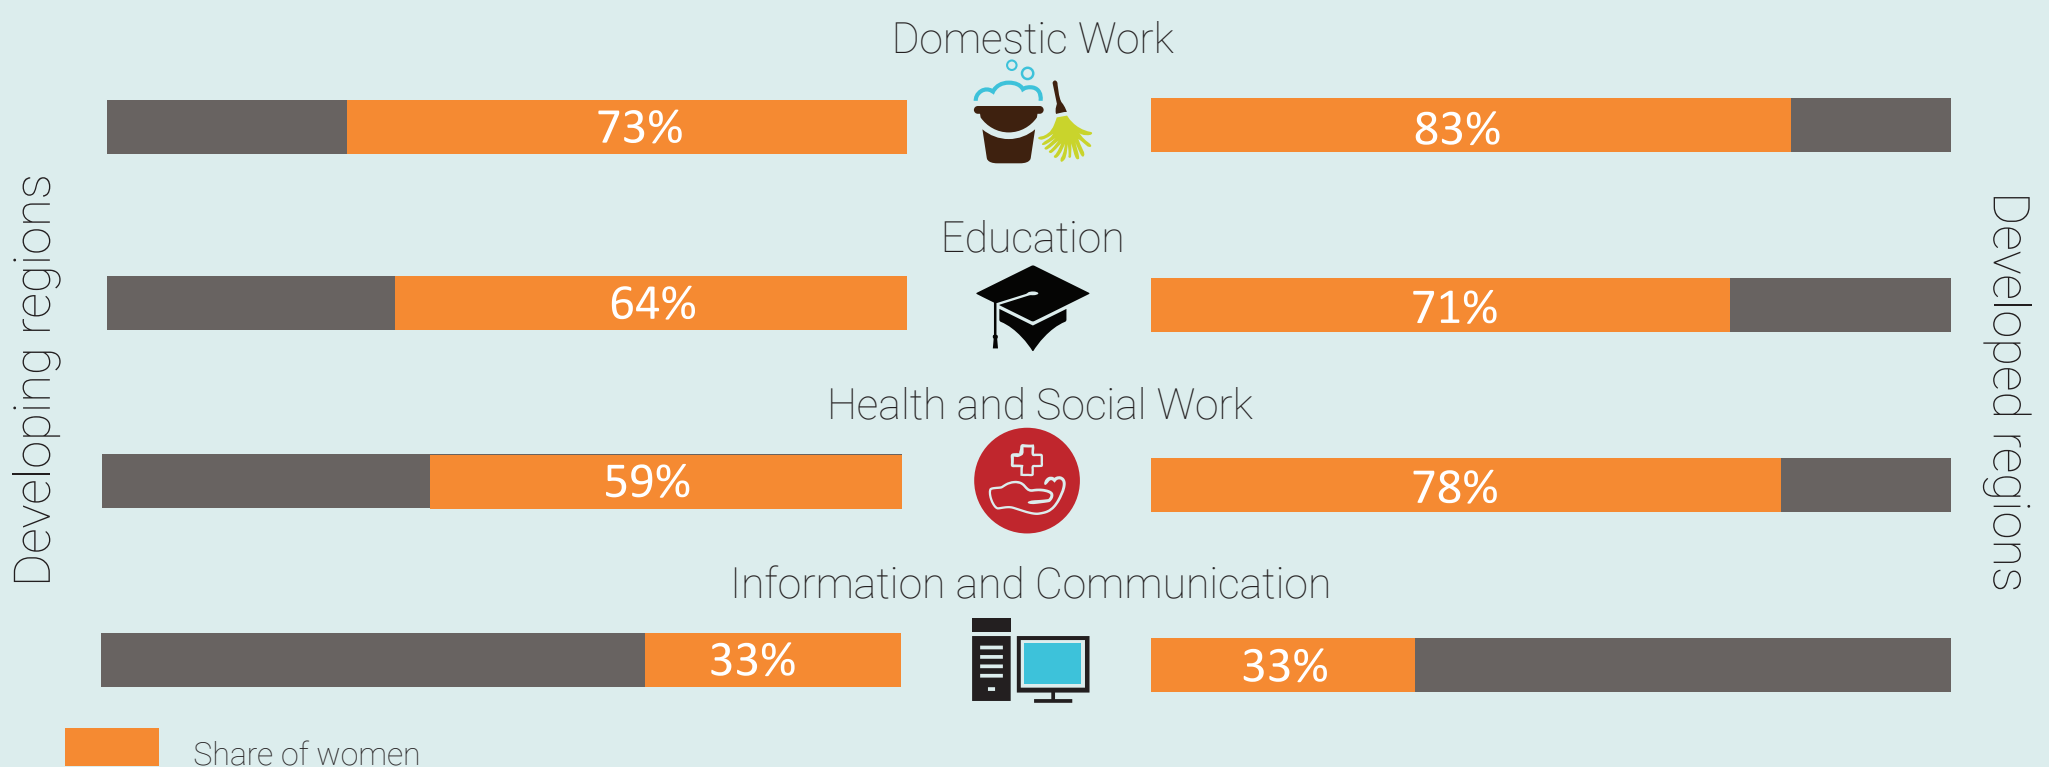 Domestic Work
73%
83%
Education
64%
71%
Health and Social Work
59%
78%
Information and Communication
33%
33%
Developing regions
Developed regions
Share of women